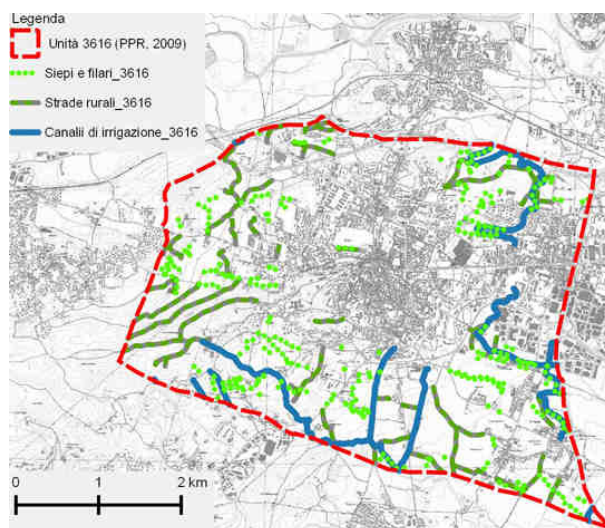 Legenda
Unità 3616 (PPR, 2009)
Siepi e filari_3616
Strade rurali_3616
Canalii di irrigazione_3616
0 1 2 km